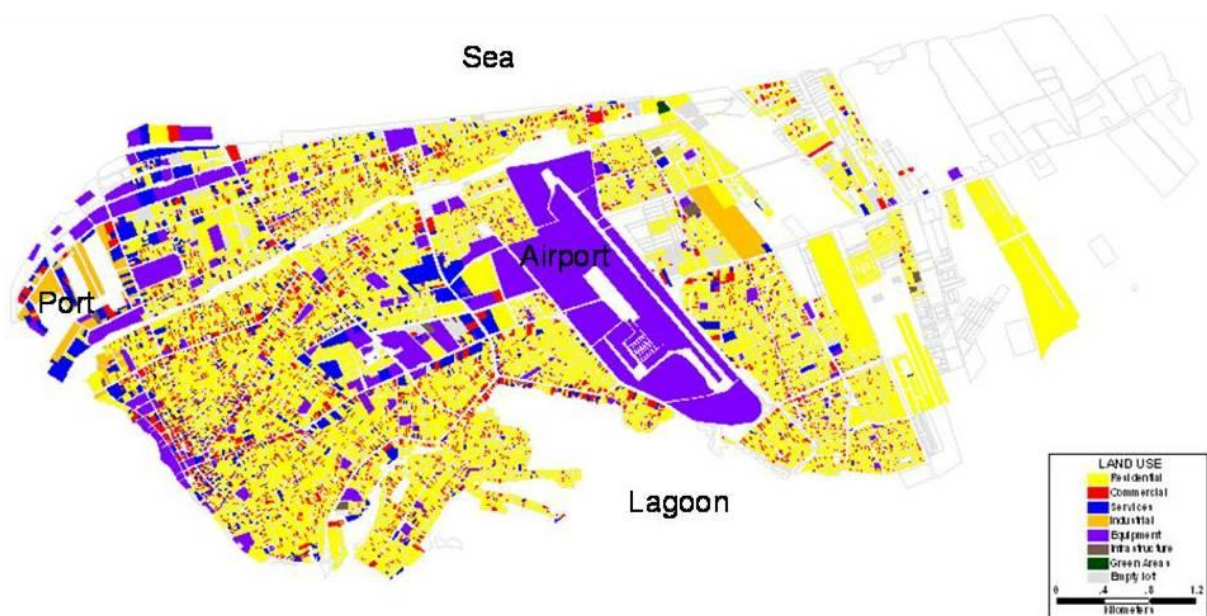 Sea
Airport
Port
Lagoon
LAND USE
Residential
Commercial
Services
Industrial
Equipment
Infrastructure
Green Areas
Empty lot
0 .4 .8 1.2
Kilometers